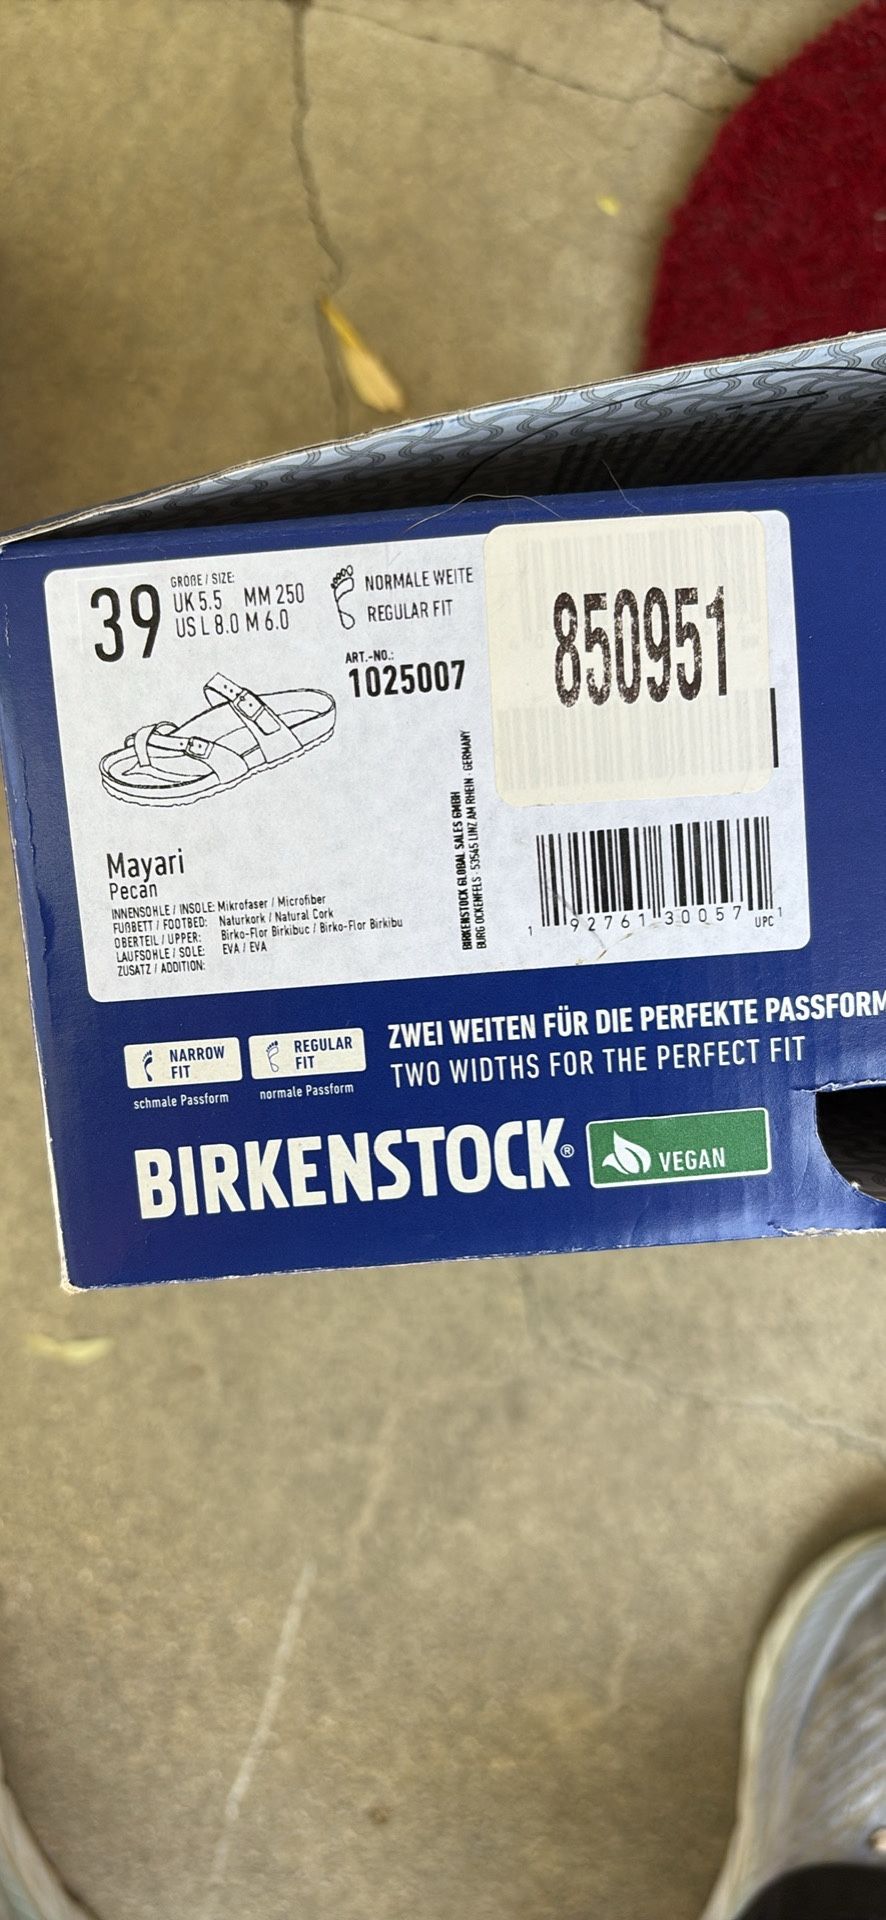 39
GRÖßE / SIZE:
UK 5.5 MM 250
US L 8.0 M 6.0
NORMALE WEITE
REGULAR FIT
ART.-NO.:
1025007
850951
Mayari
Pecan
INNENSOHLE / INSOLE: Mikrofaser / Microfiber
FUßBETT / FOOTBED: Naturkork / Natural Cork
OBERTEIL / UPPER: Birko-Flor Birkibuc / Birko-Flor Birkibu
LAUFSOHLE / SOLE: EVA / EVA
ZUSATZ / ADDITION:
BIRKENSTOCK GLOBAL SALES GMBH
BURG OCKENFELS · 53545 LINZ AM RHEIN · GERMANY
1 92761 30057 1
UPC
NARROW
FIT
schmale Passform
REGULAR
FIT
normale Passform
ZWEI WEITEN FÜR DIE PERFEKTE PASSFORM
TWO WIDTHS FOR THE PERFECT FIT
BIRKENSTOCK®
VEGAN